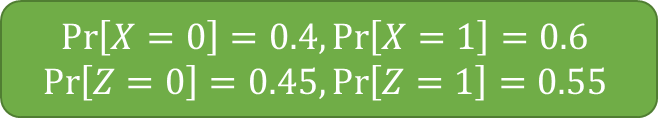 Pr[X = 0] = 0.4, Pr[X = 1] = 0.6
Pr[Z = 0] = 0.45, Pr[Z = 1] = 0.55